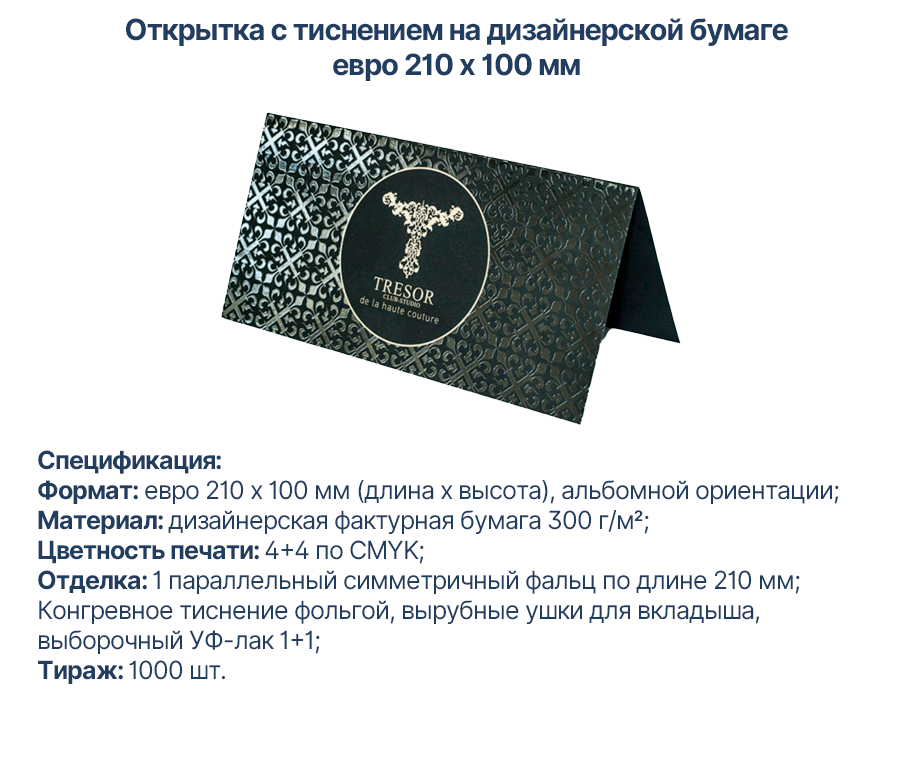 Открытка с тиснением на дизайнерской бумаге
евро 210 х 100 мм
TRESOR
CLUB-STUDIO
de la haute couture
Спецификация:
Формат: евро 210 х 100 мм (длина х высота), альбомной ориентации;
Материал: дизайнерская фактурная бумага 300 г/м²;
Цветность печати: 4+4 по CMYK;
Отделка: 1 параллельный симметричный фальц по длине 210 мм;
Конгревное тиснение фольгой, вырубные ушки для вкладыша,
выборочный УФ-лак 1+1;
Тираж: 1000 шт.